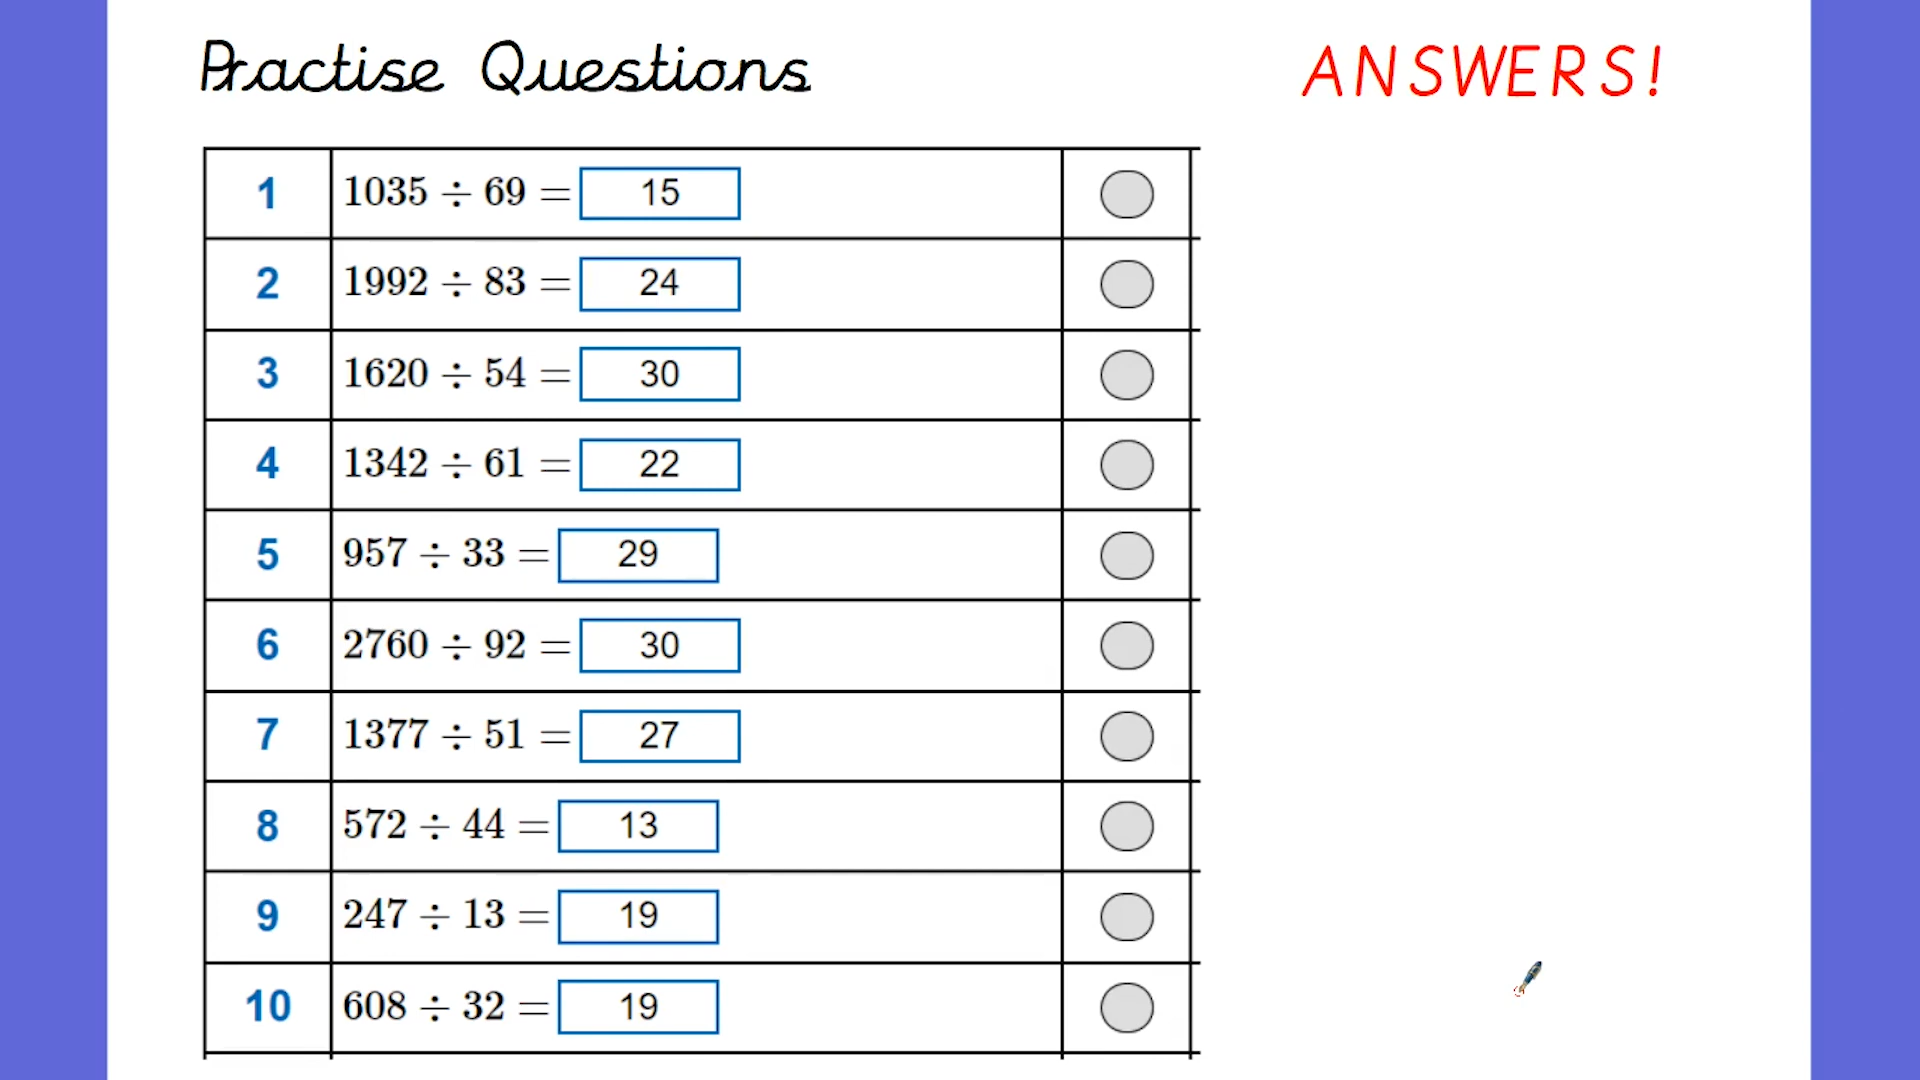 Practise Questions
ANSWERS!
1 1035 ÷ 69 = 15
2 1992 ÷ 83 = 24
3 1620 ÷ 54 = 30
4 1342 ÷ 61 = 22
5 957 ÷ 33 = 29
6 2760 ÷ 92 = 30
7 1377 ÷ 51 = 27
8 572 ÷ 44 = 13
9 247 ÷ 13 = 19
10 608 ÷ 32 = 19